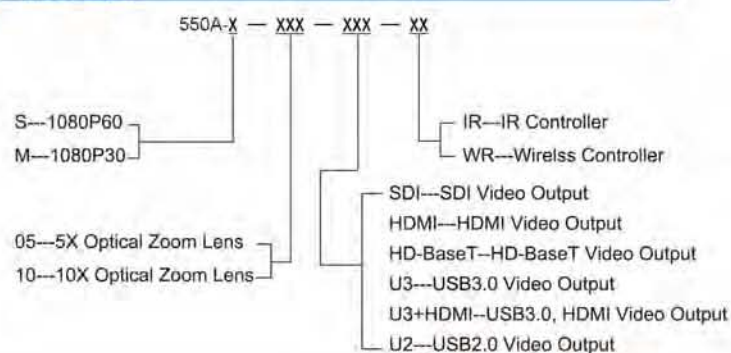 550A-X — XXX — XXX — XX
S---1080P60
M---1080P30
IR---IR Controller
WR---Wirelss Controller
05---5X Optical Zoom Lens
10---10X Optical Zoom Lens
SDI---SDI Video Output
HDMI---HDMI Video Output
HD-BaseT--HD-BaseT Video Output
U3---USB3.0 Video Output
U3+HDMI--USB3.0, HDMI Video Output
U2---USB2.0 Video Output